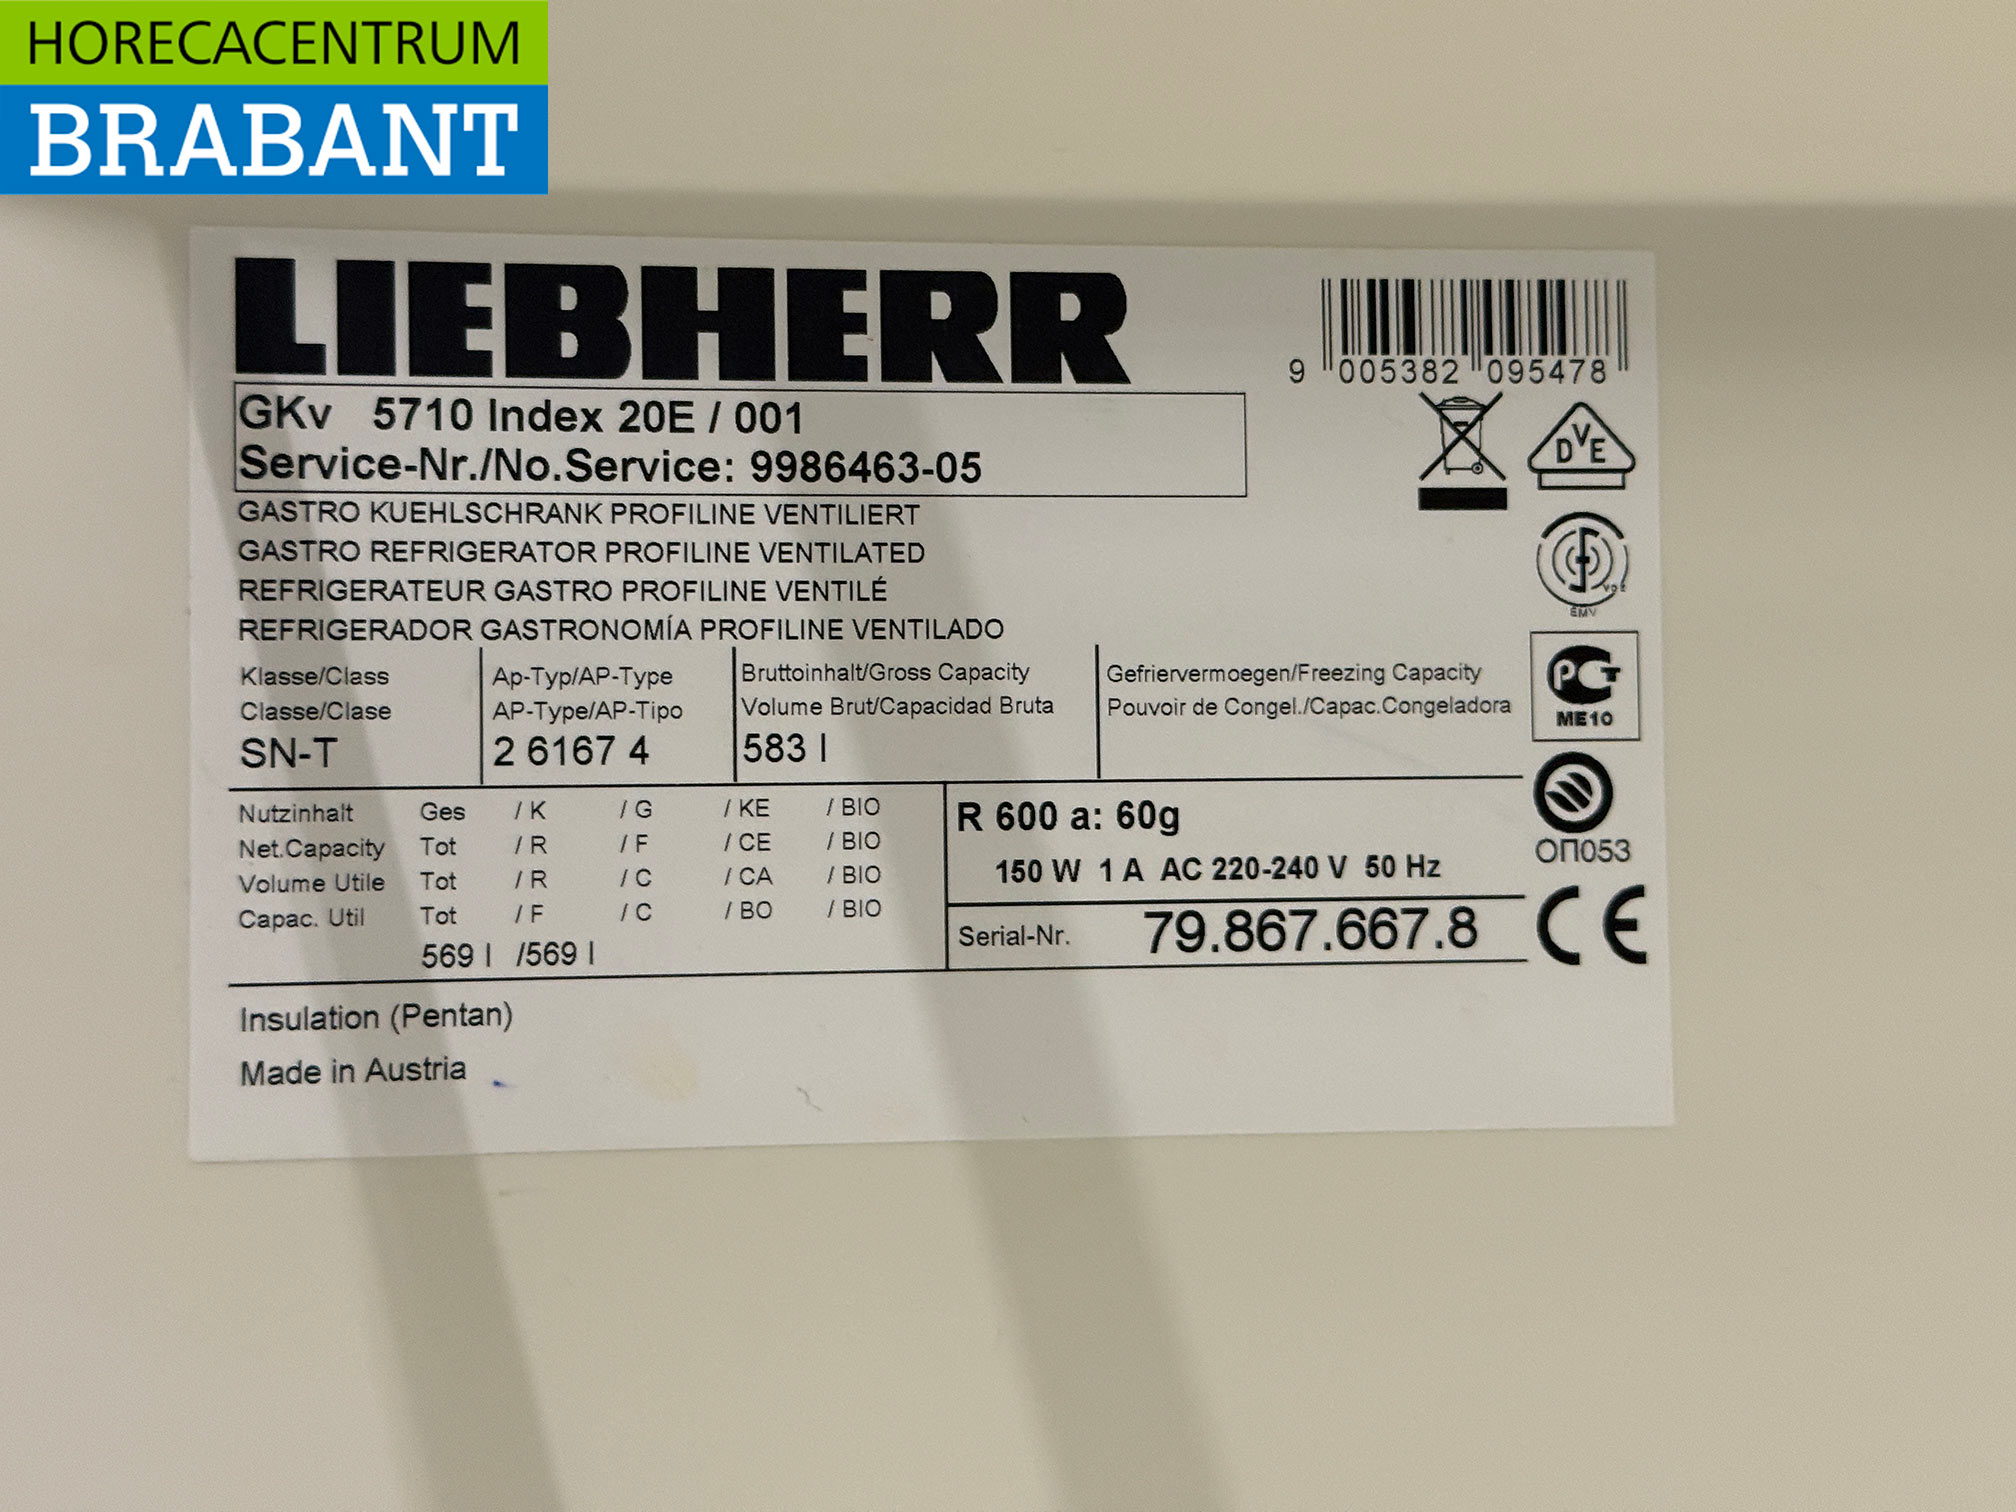 HORECACENTRUM
BRABANT
LIEBHERR
9 005382 095478
GKv 5710 Index 20E / 001
Service-Nr./No.Service: 9986463-05
DVE
GASTRO KUEHLSCHRANK PROFILINE VENTILIERT
GASTRO REFRIGERATOR PROFILINE VENTILATED
REFRIGERATEUR GASTRO PROFILINE VENTILÉ
REFRIGERADOR GASTRONOMÍA PROFILINE VENTILADO
VDE
EMV
Klasse/Class
Classe/Clase
SN-T
Ap-Typ/AP-Type
AP-Type/AP-Tipo
2 6167 4
Bruttoinhalt/Gross Capacity
Volume Brut/Capacidad Bruta
583 l
Gefriervermoegen/Freezing Capacity
Pouvoir de Congel./Capac.Congeladora
РСТ
ME10
Nutzinhalt Ges / K / G / KE / BIO
Net.Capacity Tot / R / F / CE / BIO
Volume Utile Tot / R / C / CA / BIO
Capac. Util Tot / F / C / BO / BIO
569 l /569 l
R 600 a: 60g
150 W 1 A AC 220-240 V 50 Hz
Serial-Nr. 79.867.667.8
ОП053
CE
Insulation (Pentan)
Made in Austria